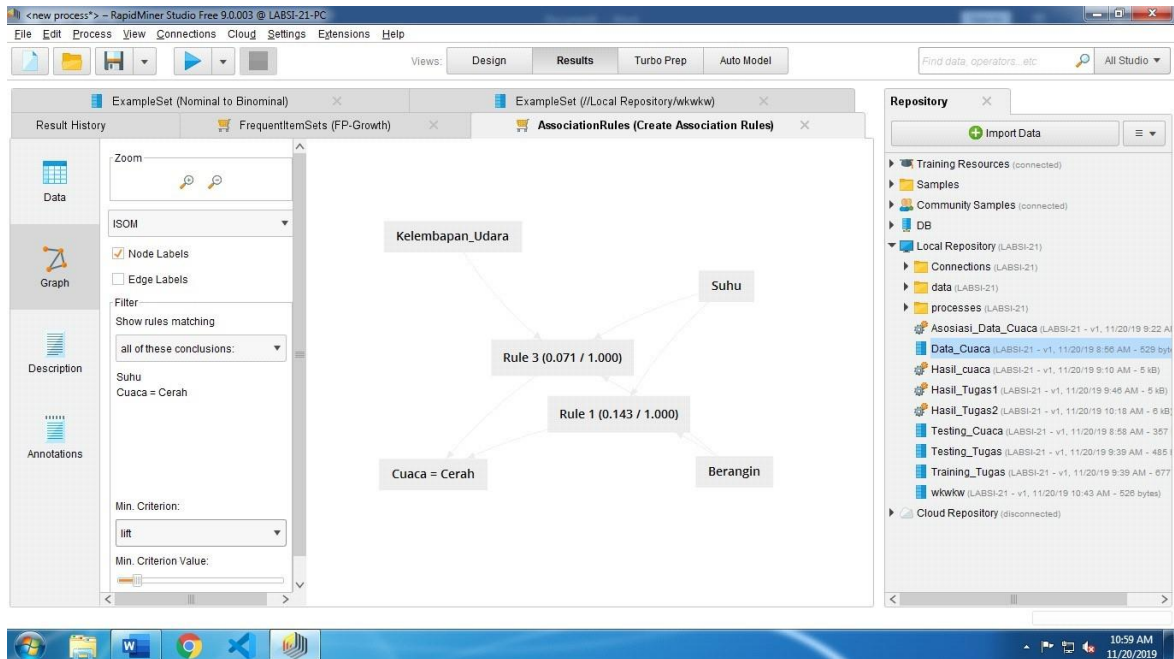 <new process*> – RapidMiner Studio Free 9.0.003 @ LABSI-21-PC
File Edit Process View Connections Cloud Settings Extensions Help
Views: Design Results Turbo Prep Auto Model Find data, operators...etc All Studio
ExampleSet (Nominal to Binominal) ExampleSet (//Local Repository/wkwkw)
Result History FrequentItemSets (FP-Growth) AssociationRules (Create Association Rules)
Data
Graph
Description
Annotations
Zoom
ISOM
Node Labels
Edge Labels
Filter
Show rules matching
all of these conclusions:
Suhu
Cuaca = Cerah
Min. Criterion:
lift
Min. Criterion Value:
Kelembapan_Udara
Suhu
Rule 3 (0.071 / 1.000)
Rule 1 (0.143 / 1.000)
Cuaca = Cerah
Berangin
Repository
Import Data
Training Resources (connected)
Samples
Community Samples (connected)
DB
Local Repository (LABSI-21)
Connections (LABSI-21)
data (LABSI-21)
processes (LABSI-21)
Asosiasi_Data_Cuaca (LABSI-21 - v1, 11/20/19 9:22 AM
Data_Cuaca (LABSI-21 - v1, 11/20/19 8:56 AM - 529 byt
Hasil_cuaca (LABSI-21 - v1, 11/20/19 9:10 AM - 5 kB)
Hasil_Tugas1 (LABSI-21 - v1, 11/20/19 9:46 AM - 5 kB)
Hasil_Tugas2 (LABSI-21 - v1, 11/20/19 10:18 AM - 6 kB)
Testing_Cuaca (LABSI-21 - v1, 11/20/19 8:58 AM - 357
Testing_Tugas (LABSI-21 - v1, 11/20/19 9:39 AM - 485
Training_Tugas (LABSI-21 - v1, 11/20/19 9:39 AM - 677
wkwkw (LABSI-21 - v1, 11/20/19 10:43 AM - 526 bytes)
Cloud Repository (disconnected)
10:59 AM
11/20/2019